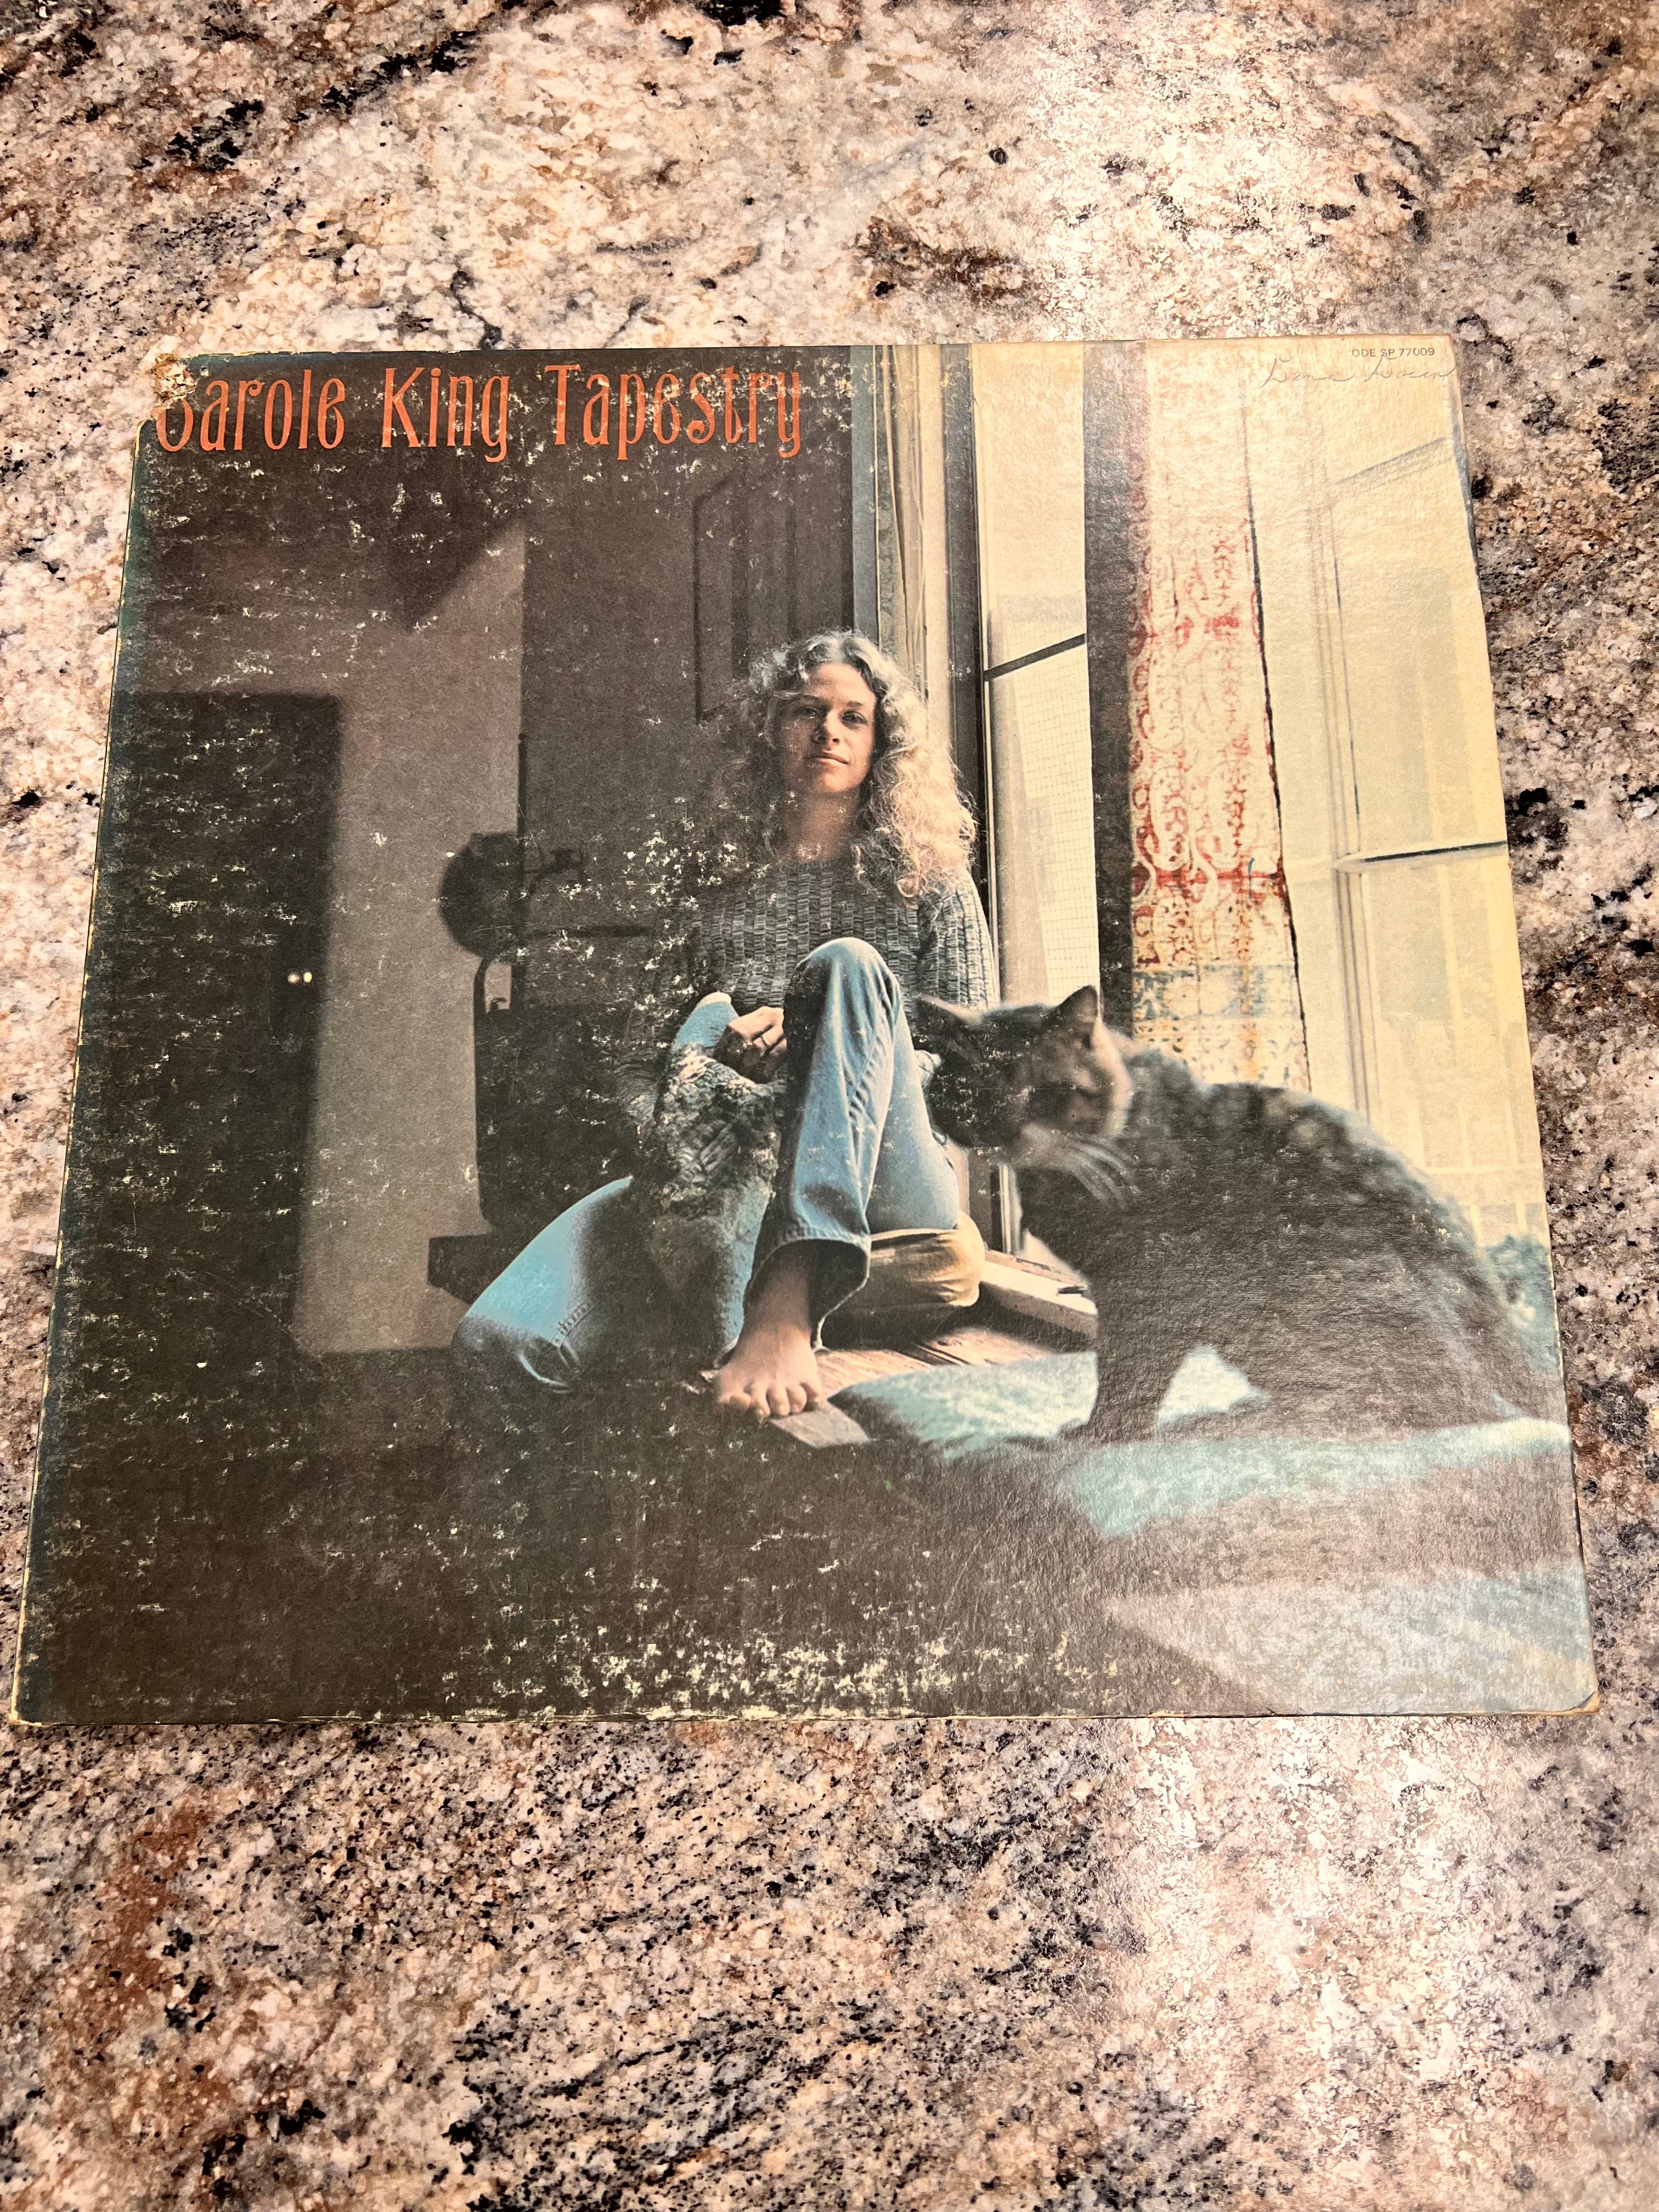 ODE SP 77009
Carole King Tapestry